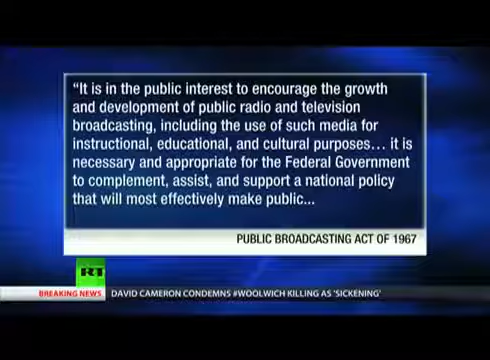 “It is in the public interest to encourage the growth
and development of public radio and television
broadcasting, including the use of such media for
instructional, educational, and cultural purposes... it is
necessary and appropriate for the Federal Government
to complement, assist, and support a national policy
that will most effectively make public...
PUBLIC BROADCASTING ACT OF 1967
RT
BREAKING NEWS DAVID CAMERON CONDEMNS #WOOLWICH KILLING AS 'SICKENING'